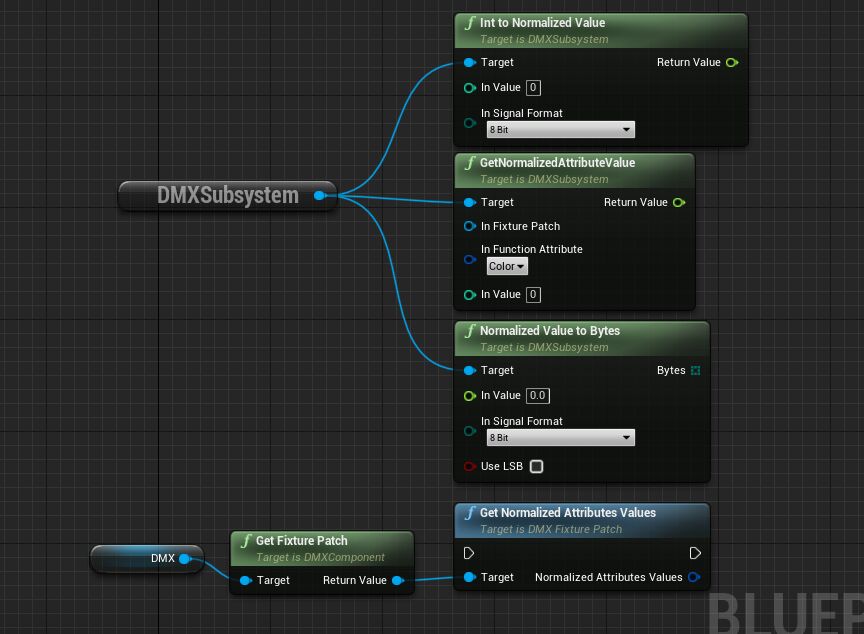 Int to Normalized Value
Target is DMXSubsystem
Target Return Value
In Value 0
In Signal Format
8 Bit
GetNormalizedAttributeValue
Target is DMXSubsystem
DMXSubsystem
Target Return Value
In Fixture Patch
In Function Attribute
Color
In Value 0
Normalized Value to Bytes
Target is DMXSubsystem
Target Bytes
In Value 0.0
In Signal Format
8 Bit
Use LSB
Get Normalized Attributes Values
Target is DMX Fixture Patch
Get Fixture Patch
Target is DMXComponent
DMX
Target Return Value
Target Normalized Attributes Values
BLUEP